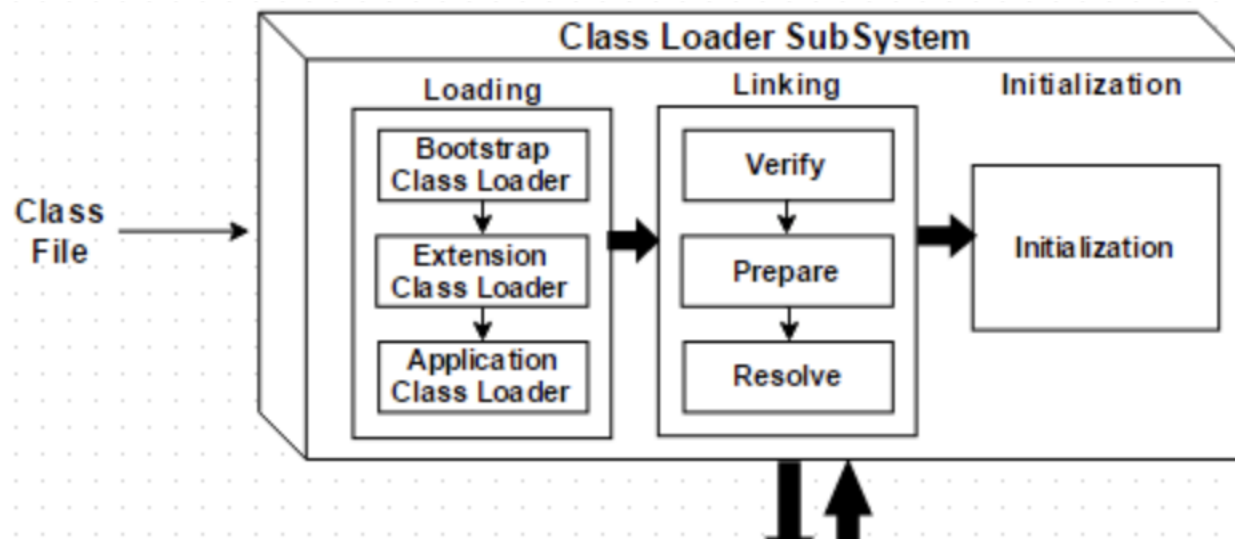 Class Loader SubSystem
Loading
Linking
Initialization
Bootstrap
Class Loader
Extension
Class Loader
Application
Class Loader
Verify
Prepare
Resolve
Initialization
Class
File